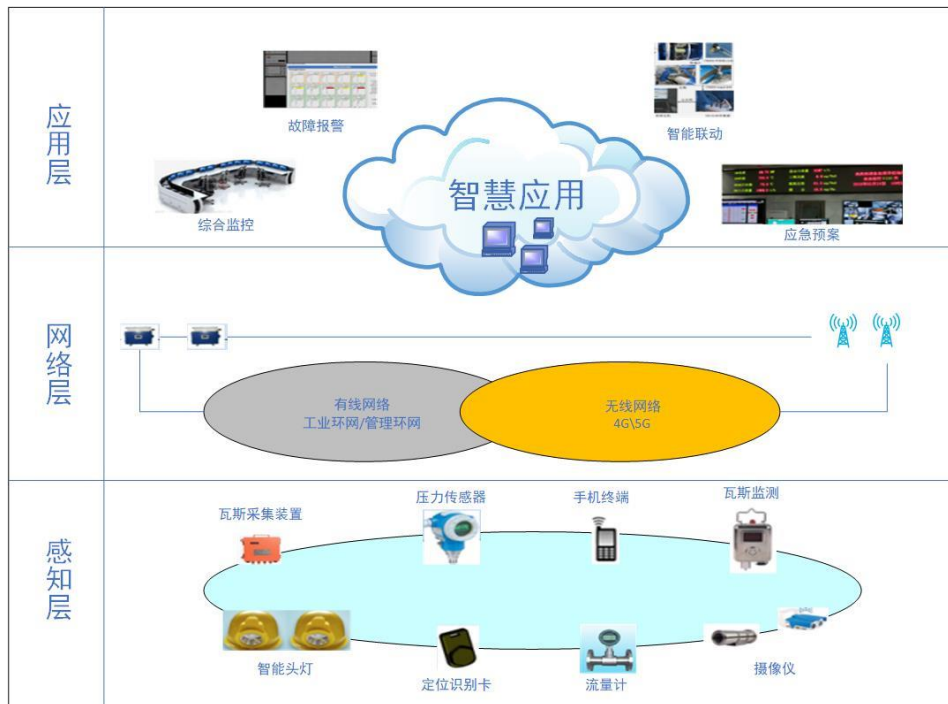 应用层
故障报警
智能联动
智慧应用
综合监控
应急预案
网络层
有线网络
工业环网/管理环网
无线网络
4G\5G
感知层
瓦斯采集装置
压力传感器
手机终端
瓦斯监测
智能头灯
定位识别卡
流量计
摄像仪